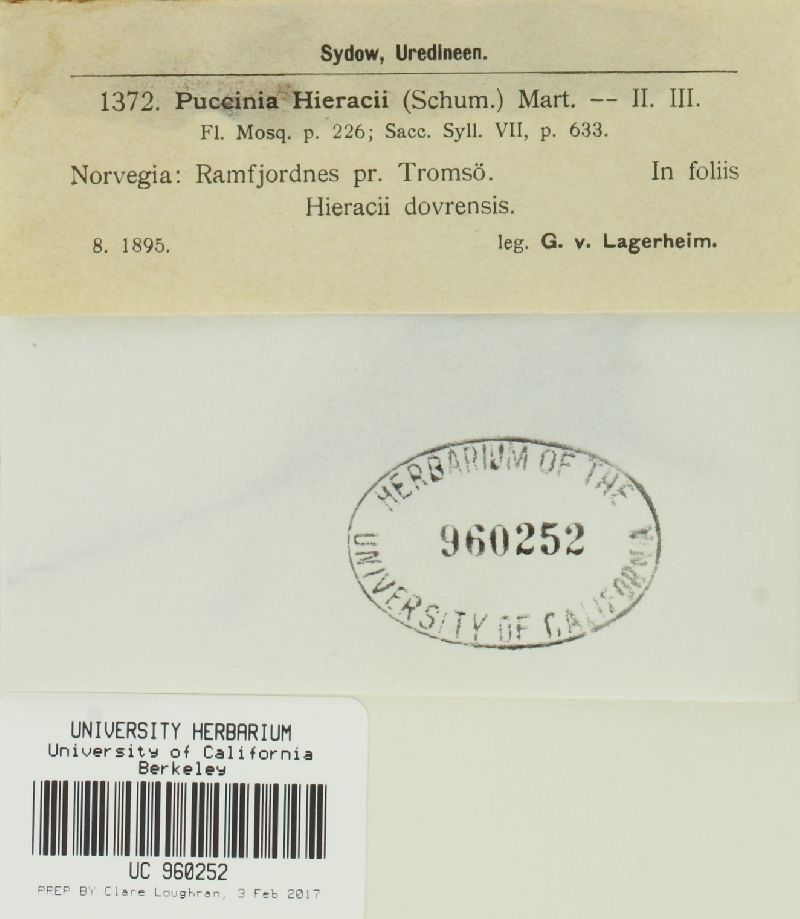 Sydow, Uredineen.
1372. Puccinia Hieracii (Schum.) Mart. — II. III.
Fl. Mosq. p. 226; Sacc. Syll. VII, p. 633.
Norvegia: Ramfjordnes pr. Tromsö. In foliis
Hieracii dovrensis.
8. 1895. leg. G. v. Lagerheim.
HERBARIUM OF THE
960252
UNIVERSITY OF CALIFORNIA
UNIVERSITY HERBARIUM
University of California
Berkeley
UC 960252
PREP BY Clare Loughran, 3 Feb 2017